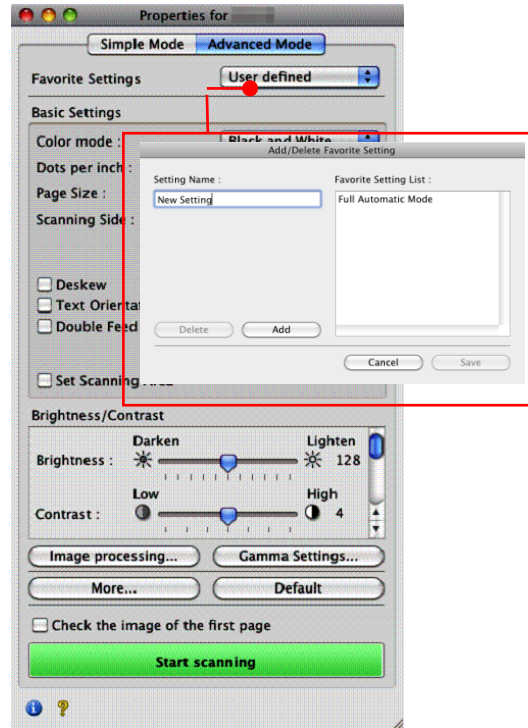 Properties for
Simple Mode Advanced Mode
Favorite Settings User defined
Basic Settings
Color mode : Black and White
Dots per inch :
Page Size :
Scanning Side :
Deskew
Text Orienta
Double Feed
Set Scanning Area
Add/Delete Favorite Setting
Setting Name : Favorite Setting List :
New Setting Full Automatic Mode
Delete Add
Cancel Save
Brightness/Contrast
Darken Lighten
Brightness : 128
Low High
Contrast : 4
Image processing... Gamma Settings...
More... Default
Check the image of the first page
Start scanning